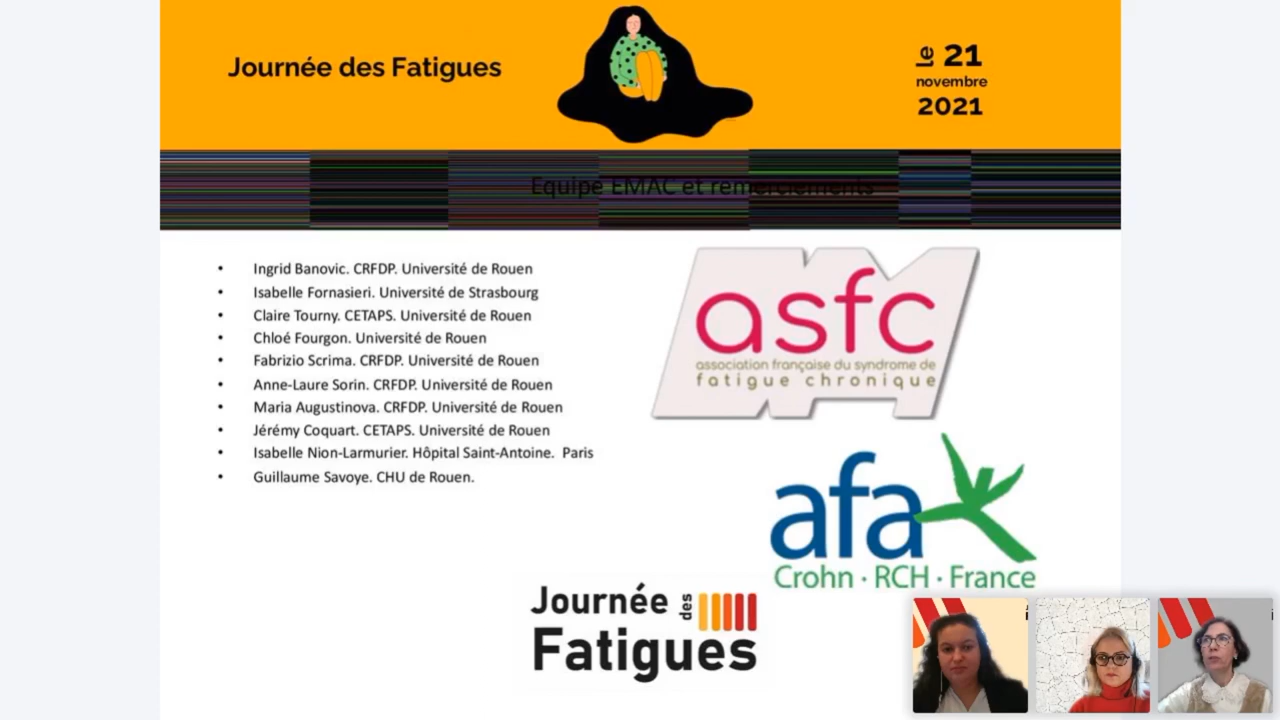 Journée des Fatigues
le 21
novembre
2021
Equipe EMAC et remerciements
• Ingrid Banovic. CRFDP. Université de Rouen
• Isabelle Fornasieri. Université de Strasbourg
• Claire Tourny. CETAPS. Université de Rouen
• Chloé Fourgon. Université de Rouen
• Fabrizio Scrima. CRFDP. Université de Rouen
• Anne-Laure Sorin. CRFDP. Université de Rouen
• Maria Augustinova. CRFDP. Université de Rouen
• Jérémy Coquart. CETAPS. Université de Rouen
• Isabelle Nion-Larmurier. Hôpital Saint-Antoine. Paris
• Guillaume Savoye. CHU de Rouen.
asfc
association française du syndrome de
fatigue chronique
afa
Crohn · RCH · France
Journée des
Fatigues